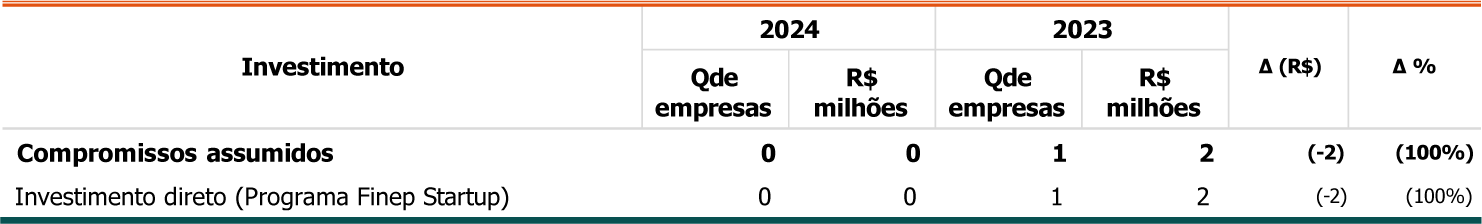 Investimento 2024 2023 Δ (R$) Δ %
Qde empresas R$ milhões Qde empresas R$ milhões
Compromissos assumidos 0 0 1 2 (-2) (100%)
Investimento direto (Programa Finep Startup) 0 0 1 2 (-2) (100%)